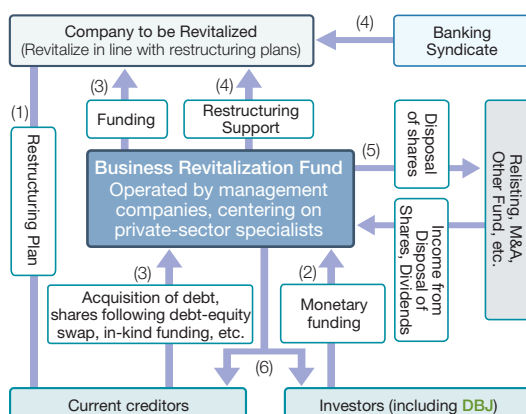 Company to be Revitalized
(Revitalize in line with restructuring plans)
(4)
Banking
Syndicate
(1)
(3)
(4)
Funding
Restructuring
Support
Restructuring Plan
Business Revitalization Fund
Operated by management
companies, centering on
private-sector specialists
(5)
Disposal
of shares
Relisting, M&A,
Other Fund, etc.
Income from
Disposal of
Shares, Dividends
(3)
(2)
Acquisition of debt,
shares following debt-equity
swap, in-kind funding, etc.
Monetary
funding
(6)
Current creditors
Investors (including DBJ)